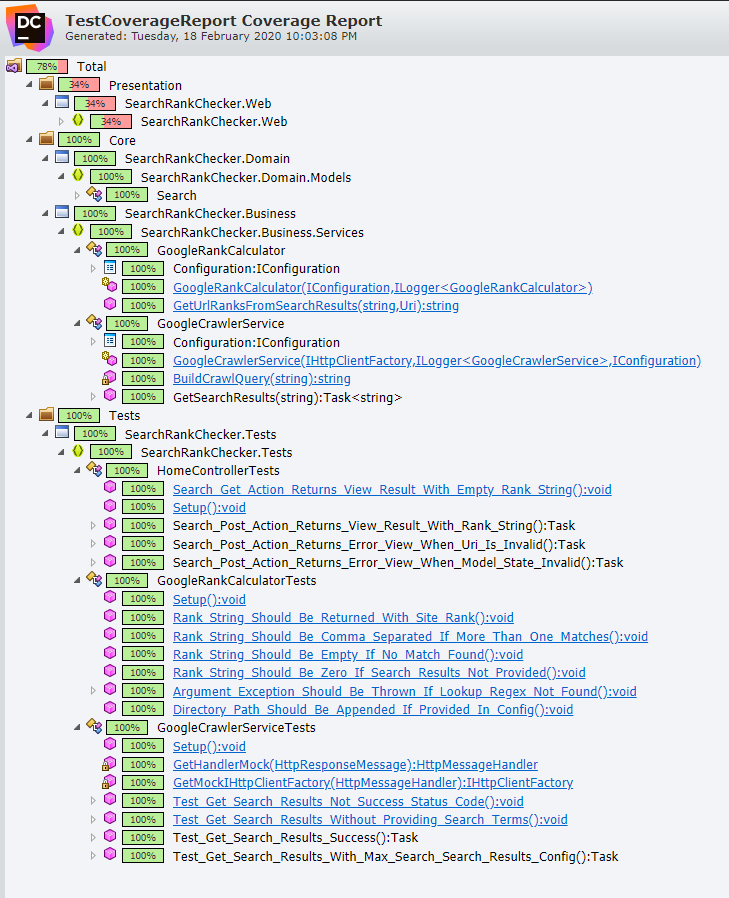 DC
TestCoverageReport Coverage Report
Generated: Tuesday, 18 February 2020 10:03:08 PM
78% Total
34% Presentation
34% SearchRankChecker.Web
34% SearchRankChecker.Web
100% Core
100% SearchRankChecker.Domain
100% SearchRankChecker.Domain.Models
100% Search
100% SearchRankChecker.Business
100% SearchRankChecker.Business.Services
100% GoogleRankCalculator
100% Configuration:IConfiguration
100% GoogleRankCalculator(IConfiguration,ILogger<GoogleRankCalculator>)
100% GetUrlRanksFromSearchResults(string,Uri):string
100% GoogleCrawlerService
100% Configuration:IConfiguration
100% GoogleCrawlerService(IHttpClientFactory,ILogger<GoogleCrawlerService>,IConfiguration)
100% BuildCrawlQuery(string):string
100% GetSearchResults(string):Task<string>
100% Tests
100% SearchRankChecker.Tests
100% SearchRankChecker.Tests
100% HomeControllerTests
100% Search_Get_Action_Returns_View_Result_With_Empty_Rank_String():void
100% Setup():void
100% Search_Post_Action_Returns_View_Result_With_Rank_String():Task
100% Search_Post_Action_Returns_Error_View_When_Uri_Is_Invalid():Task
100% Search_Post_Action_Returns_Error_View_When_Model_State_Invalid():Task
100% GoogleRankCalculatorTests
100% Setup():void
100% Rank_String_Should_Be_Returned_With_Site_Rank():void
100% Rank_String_Should_Be_Comma_Separated_If_More_Than_One_Matches():void
100% Rank_String_Should_Be_Empty_If_No_Match_Found():void
100% Rank_String_Should_Be_Zero_If_Search_Results_Not_Provided():void
100% Argument_Exception_Should_Be_Thrown_If_Lookup_Regex_Not_Found():void
100% Directory_Path_Should_Be_Appended_If_Provided_In_Config():void
100% GoogleCrawlerServiceTests
100% Setup():void
100% GetHandlerMock(HttpResponseMessage):HttpMessageHandler
100% GetMockIHttpClientFactory(HttpMessageHandler):IHttpClientFactory
100% Test_Get_Search_Results_Not_Success_Status_Code():void
100% Test_Get_Search_Results_Without_Providing_Search_Terms():void
100% Test_Get_Search_Results_Success():Task
100% Test_Get_Search_Results_With_Max_Search_Search_Results_Config():Task